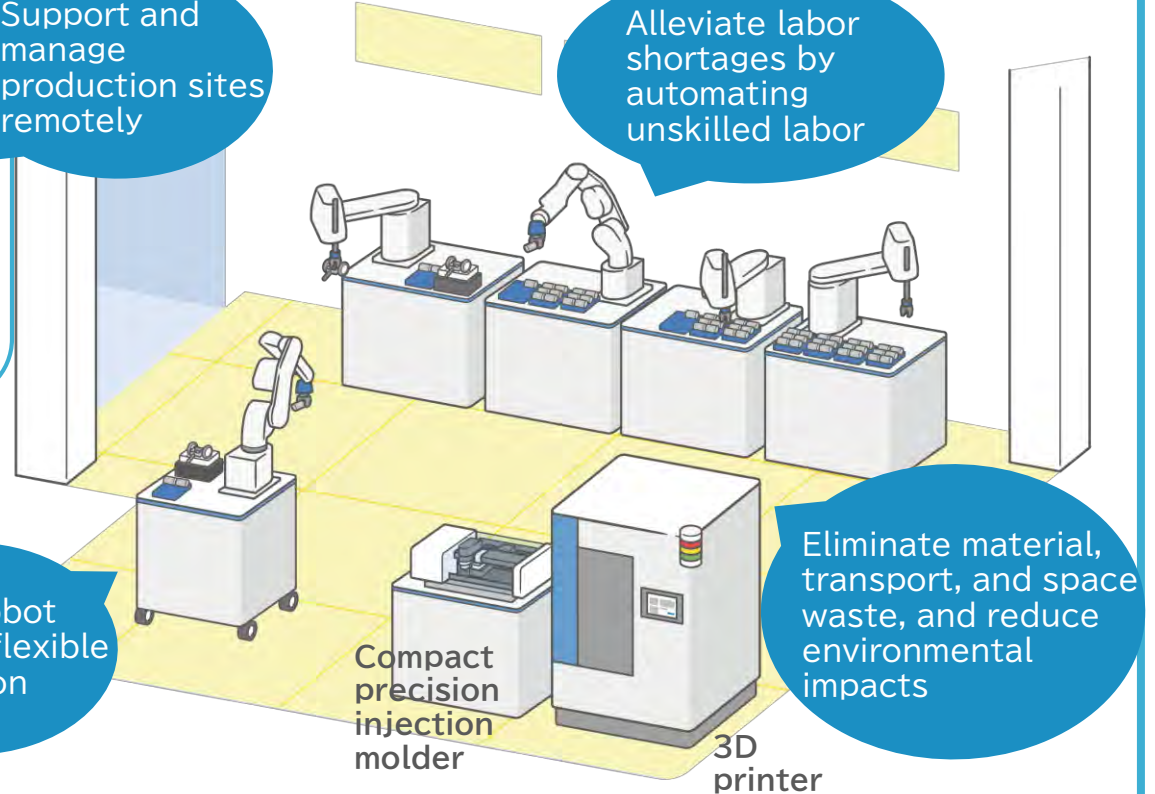 Support and
manage
production sites
remotely
Alleviate labor
shortages by
automating
unskilled labor
Eliminate material,
transport, and space
waste, and reduce
environmental
impacts
flexible
Compact
precision
injection
molder
3D
printer